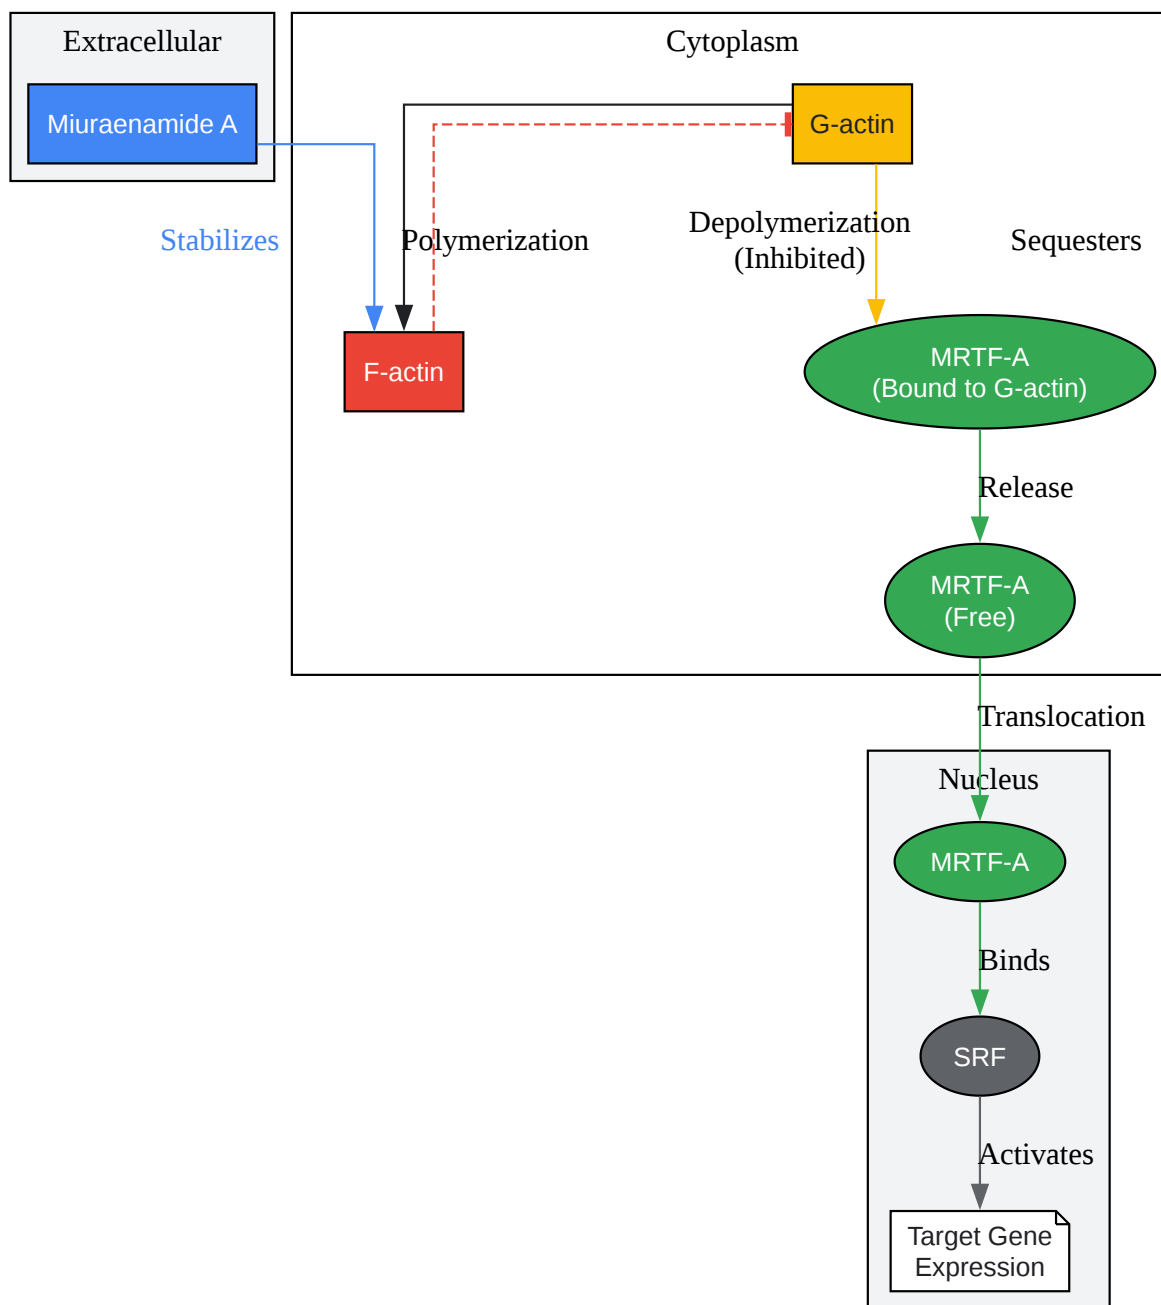 Extracellular
Cytoplasm
Miuraenamide A
G-actin
Stabilizes
Polymerization
Depolymerization
(Inhibited)
Sequesters
F-actin
MRTF-A
(Bound to G-actin)
Release
MRTF-A
(Free)
Translocation
Nucleus
MRTF-A
Binds
SRF
Activates
Target Gene
Expression